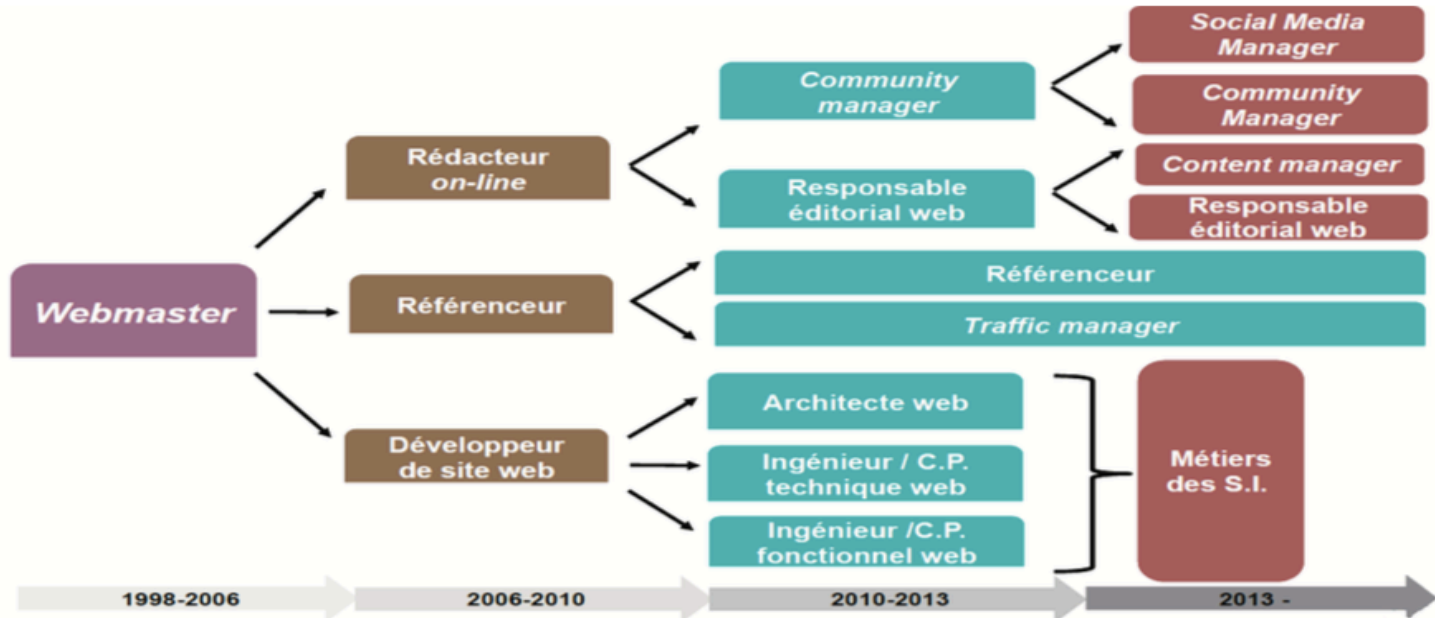 Social Media
Manager
Community
manager
Community
Manager
Rédacteur
on-line
Content manager
Responsable
éditorial web
Responsable
éditorial web
Webmaster
Référenceur
Référenceur
Traffic manager
Développeur
de site web
Architecte web
Ingénieur / C.P.
technique web
Ingénieur /C.P.
fonctionnel web
Métiers
des S.I.
1998-2006
2006-2010
2010-2013
2013 -